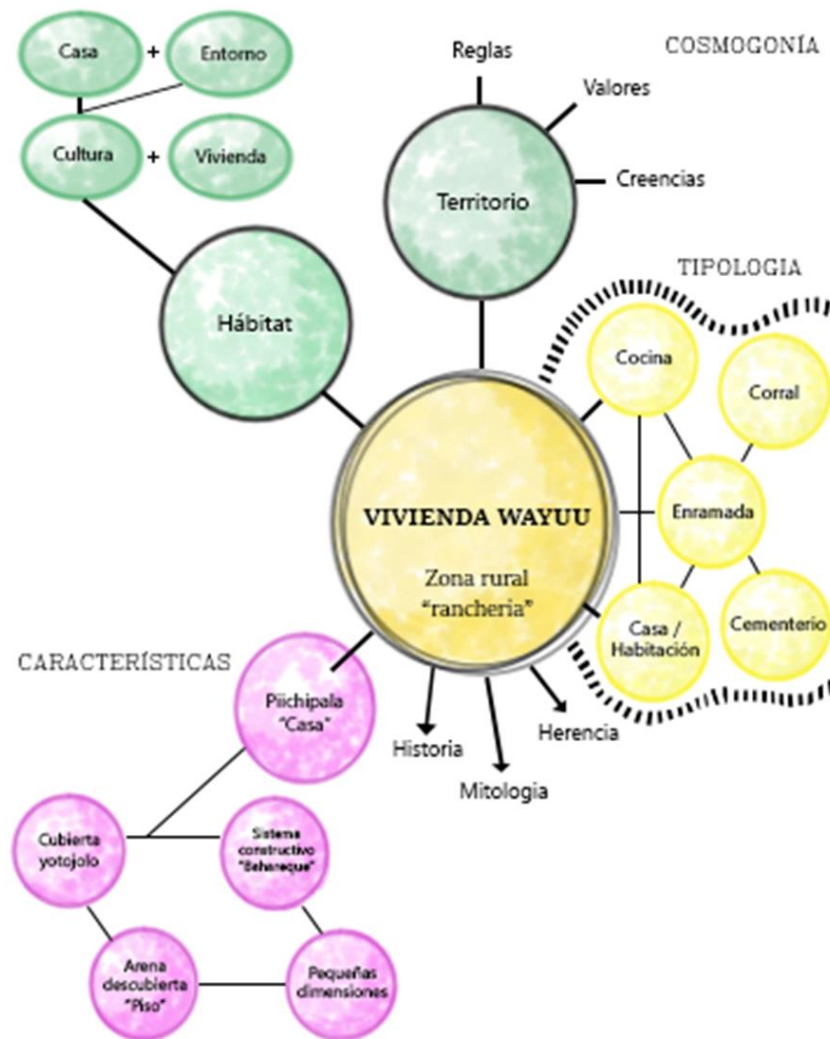 Casa
+
Entorno
Cultura
+
Vivienda
Hábitat
COSMOGONÍA
Reglas
Valores
Creencias
Territorio
TIPOLOGIA
Cocina
Corral
Enramada
Casa /
Habitación
Cementerio
VIVIENDA WAYUU
Zona rural
"rancheria"
Historia
Mitologia
Herencia
CARACTERÍSTICAS
Piichipala
"Casa"
Cubierta
yotojolo
Sistema
constructivo
"Bahareque"
Arena
descubierta
"Piso"
Pequeñas
dimensiones